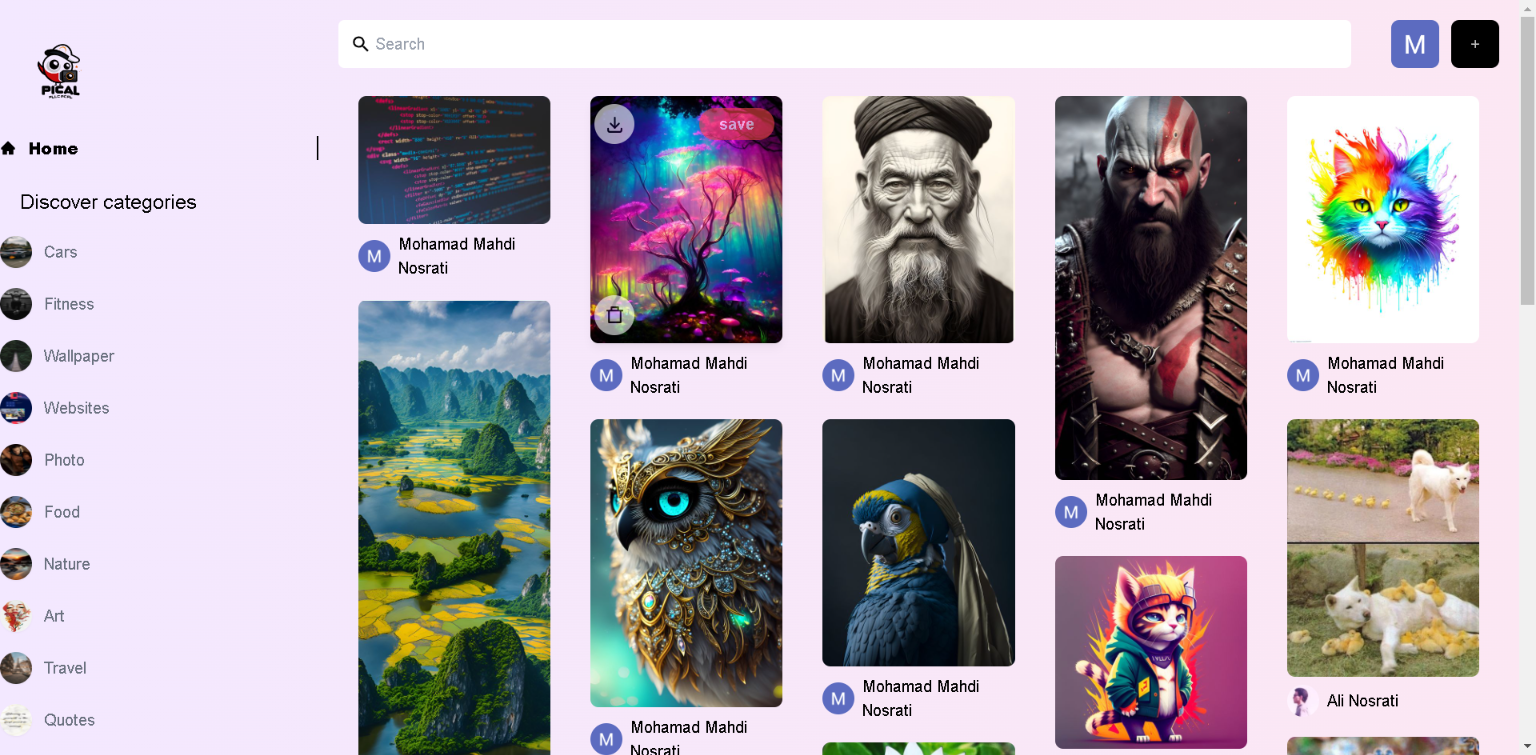 Search
M
+
PICAL
Home
Discover categories
Cars
Fitness
Wallpaper
Websites
Photo
Food
Nature
Art
Travel
Quotes
M
Mohamad Mahdi
Nosrati
save
M
Mohamad Mahdi
Nosrati
M
Mohamad Mahdi
Nosrati
M
Mohamad Mahdi
Nosrati
M
Mohamad Mahdi
Nosrati
M
Mohamad Mahdi
Nosrati
M
Mohamad Mahdi
Nosrati
Ali Nosrati